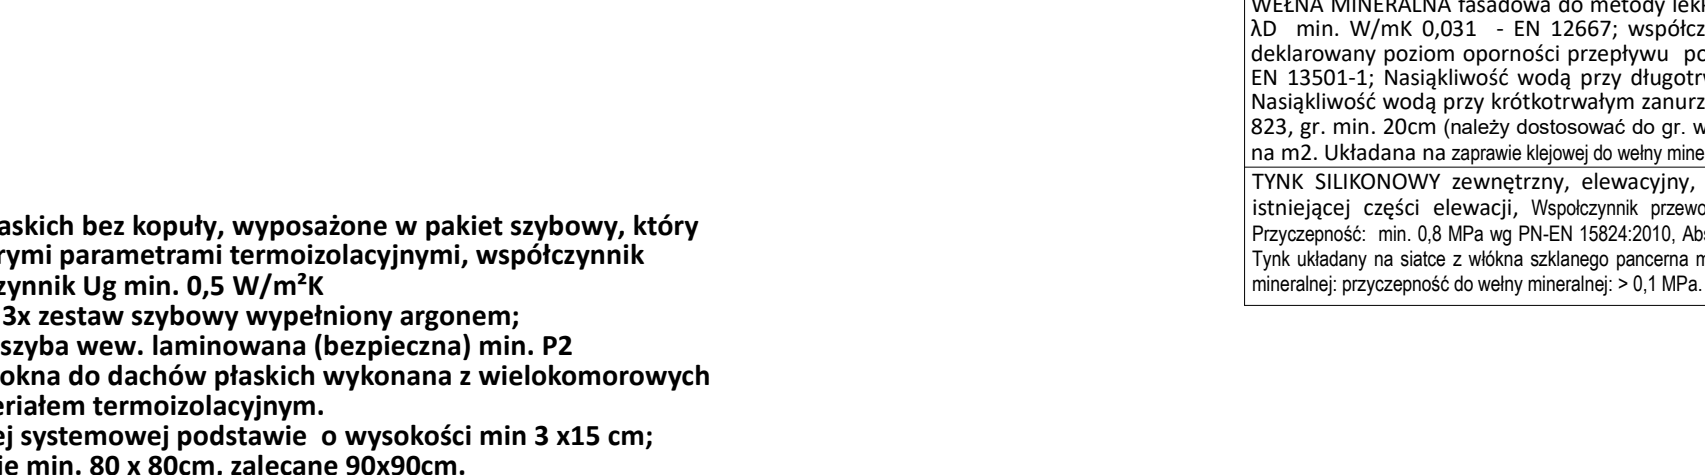 askich bez kopuły, wyposażone w pakiet szybowy, który
rymi parametrami termoizolacyjnymi, współczynnik
zynnik Ug min. 0,5 W/m²K
3x zestaw szybowy wypełniony argonem;
szyba wew. laminowana (bezpieczna) min. P2
okna do dachów płaskich wykonana z wielokomorowych
eriałem termoizolacyjnym.
ej systemowej podstawie o wysokości min 3 x15 cm;
ie min. 80 x 80cm, zalecane 90x90cm.
WEŁNA MINERALNA fasadowa do metody lekk
λD min. W/mK 0,031 - EN 12667; współcz
deklarowany poziom oporności przepływu po
EN 13501-1; Nasiąkliwość wodą przy długotrw
Nasiąkliwość wodą przy krótkotrwałym zanurz
823, gr. min. 20cm (należy dostosować do gr. w
na m2. Układana na zaprawie klejowej do wełny mine
TYNK SILIKONOWY zewnętrzny, elewacyjny,
istniejącej części elewacji, Wspołczynnik przewo
Przyczepność: min. 0,8 MPa wg PN-EN 15824:2010, Abs
Tynk układany na siatce z włókna szklanego pancerna m
mineralnej: przyczepność do wełny mineralnej: > 0,1 MPa.